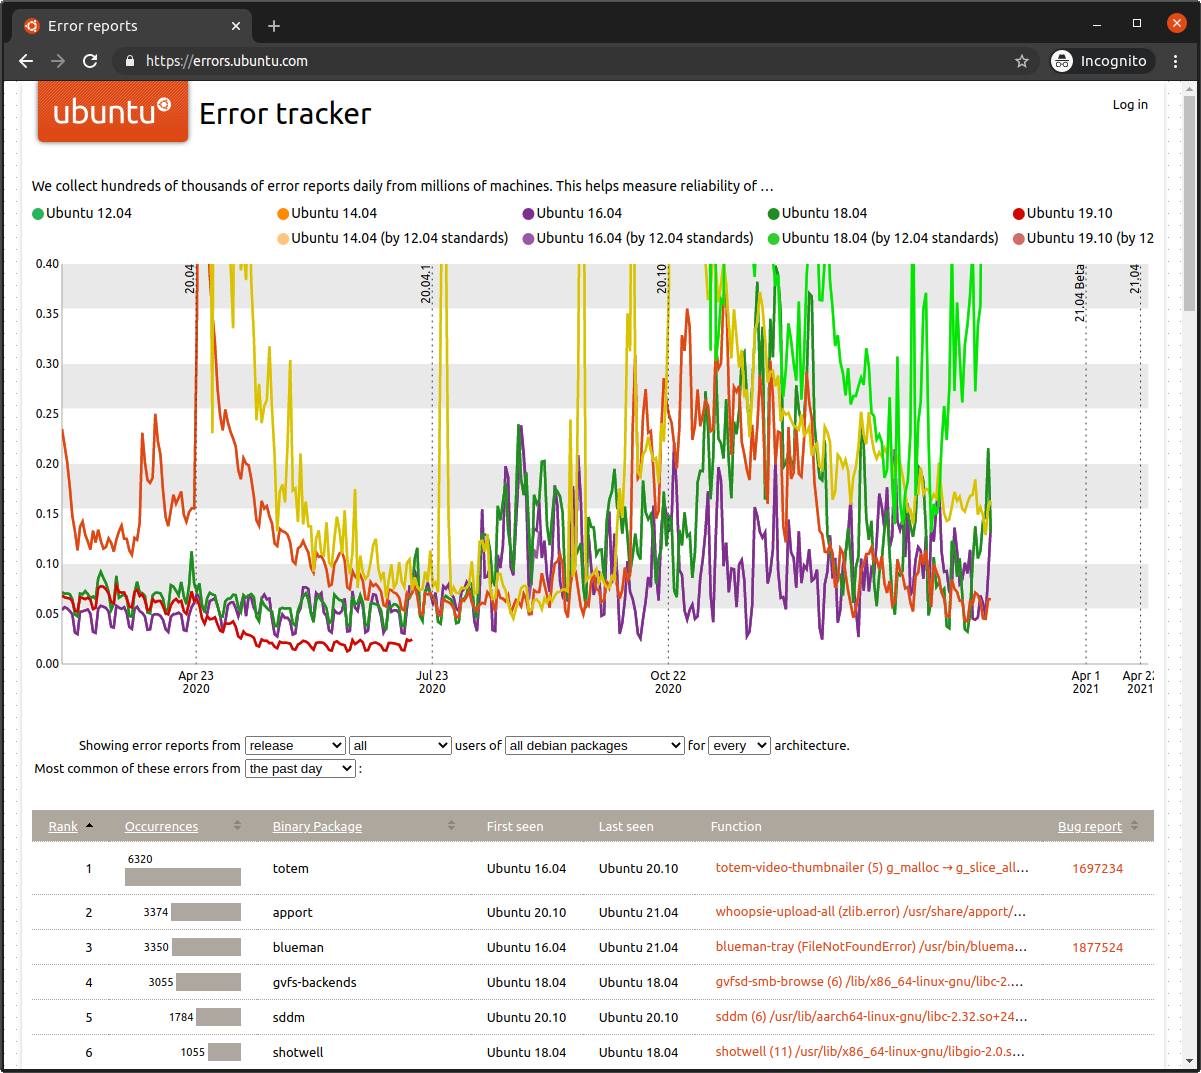 Error reports
https://errors.ubuntu.com
Incognito
ubuntu
Error tracker
Log in
We collect hundreds of thousands of error reports daily from millions of machines. This helps measure reliability of …
Ubuntu 12.04 Ubuntu 14.04 Ubuntu 16.04 Ubuntu 18.04 Ubuntu 19.10
Ubuntu 14.04 (by 12.04 standards) Ubuntu 16.04 (by 12.04 standards) Ubuntu 18.04 (by 12.04 standards) Ubuntu 19.10 (by 12
0.40
0.35
0.30
0.25
0.20
0.15
0.10
0.05
0.00
20.04
20.04.1
20.10
21.04 Beta
21.04
Apr 23 Jul 23 Oct 22 Apr 1 Apr 22
2020 2020 2020 2021 2021
Showing error reports from release all users of all debian packages for every architecture.
Most common of these errors from the past day :
Rank Occurrences Binary Package First seen Last seen Function Bug report
1 6320 totem Ubuntu 16.04 Ubuntu 20.10 totem-video-thumbnailer (5) g_malloc → g_slice_all… 1697234
2 3374 apport Ubuntu 20.10 Ubuntu 21.04 whoopsie-upload-all (zlib.error) /usr/share/apport/…
3 3350 blueman Ubuntu 16.04 Ubuntu 21.04 blueman-tray (FileNotFoundError) /usr/bin/bluema… 1877524
4 3055 gvfs-backends Ubuntu 18.04 Ubuntu 18.04 gvfsd-smb-browse (6) /lib/x86_64-linux-gnu/libc-2.…
5 1784 sddm Ubuntu 20.10 Ubuntu 20.10 sddm (6) /usr/lib/aarch64-linux-gnu/libc-2.32.so+24…
6 1055 shotwell Ubuntu 18.04 Ubuntu 18.04 shotwell (11) /usr/lib/x86_64-linux-gnu/libgio-2.0.s…